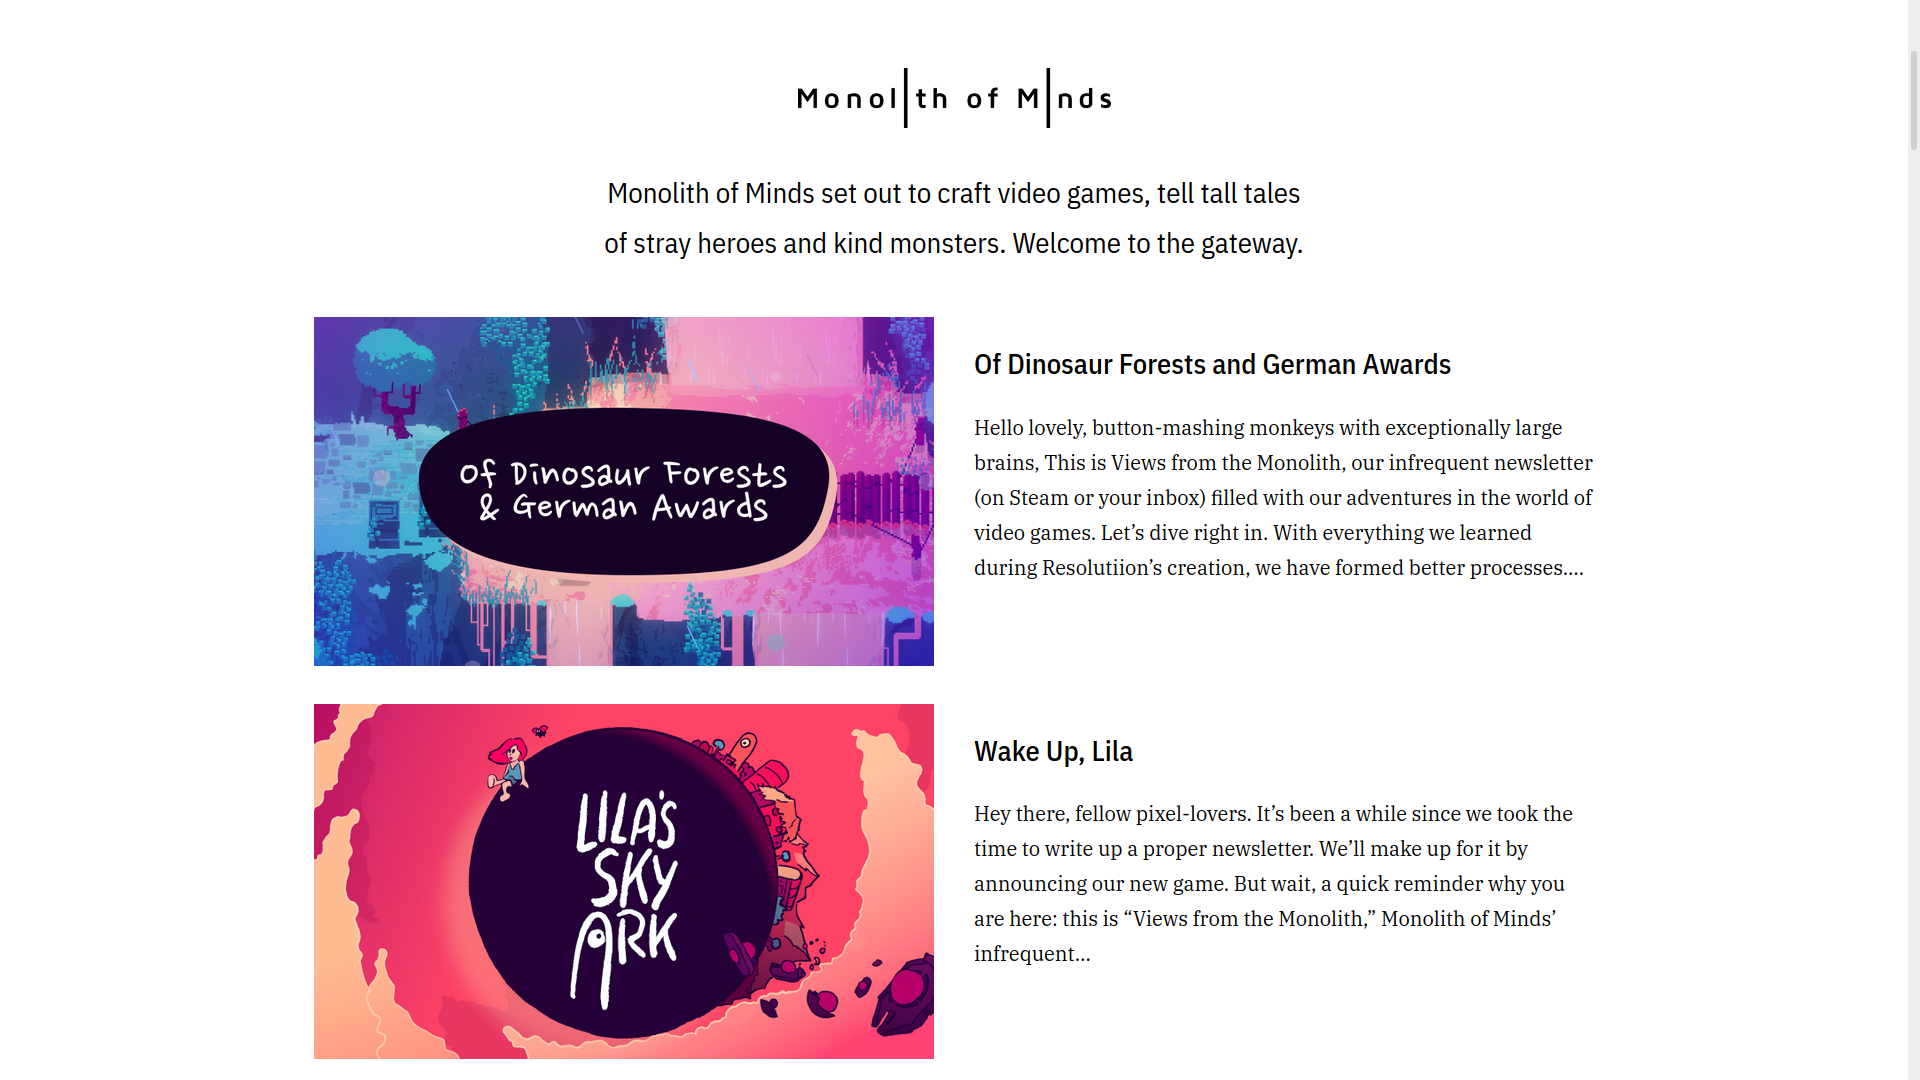 Monolith of Minds
Monolith of Minds set out to craft video games, tell tall tales
of stray heroes and kind monsters. Welcome to the gateway.
Of Dinosaur Forests
& German Awards
Of Dinosaur Forests and German Awards
Hello lovely, button-mashing monkeys with exceptionally large
brains, This is Views from the Monolith, our infrequent newsletter
(on Steam or your inbox) filled with our adventures in the world of
video games. Let’s dive right in. With everything we learned
during Resolutiion’s creation, we have formed better processes....
LILA'S
SKY
ARK
Wake Up, Lila
Hey there, fellow pixel-lovers. It’s been a while since we took the
time to write up a proper newsletter. We’ll make up for it by
announcing our new game. But wait, a quick reminder why you
are here: this is “Views from the Monolith,” Monolith of Minds’
infrequent...